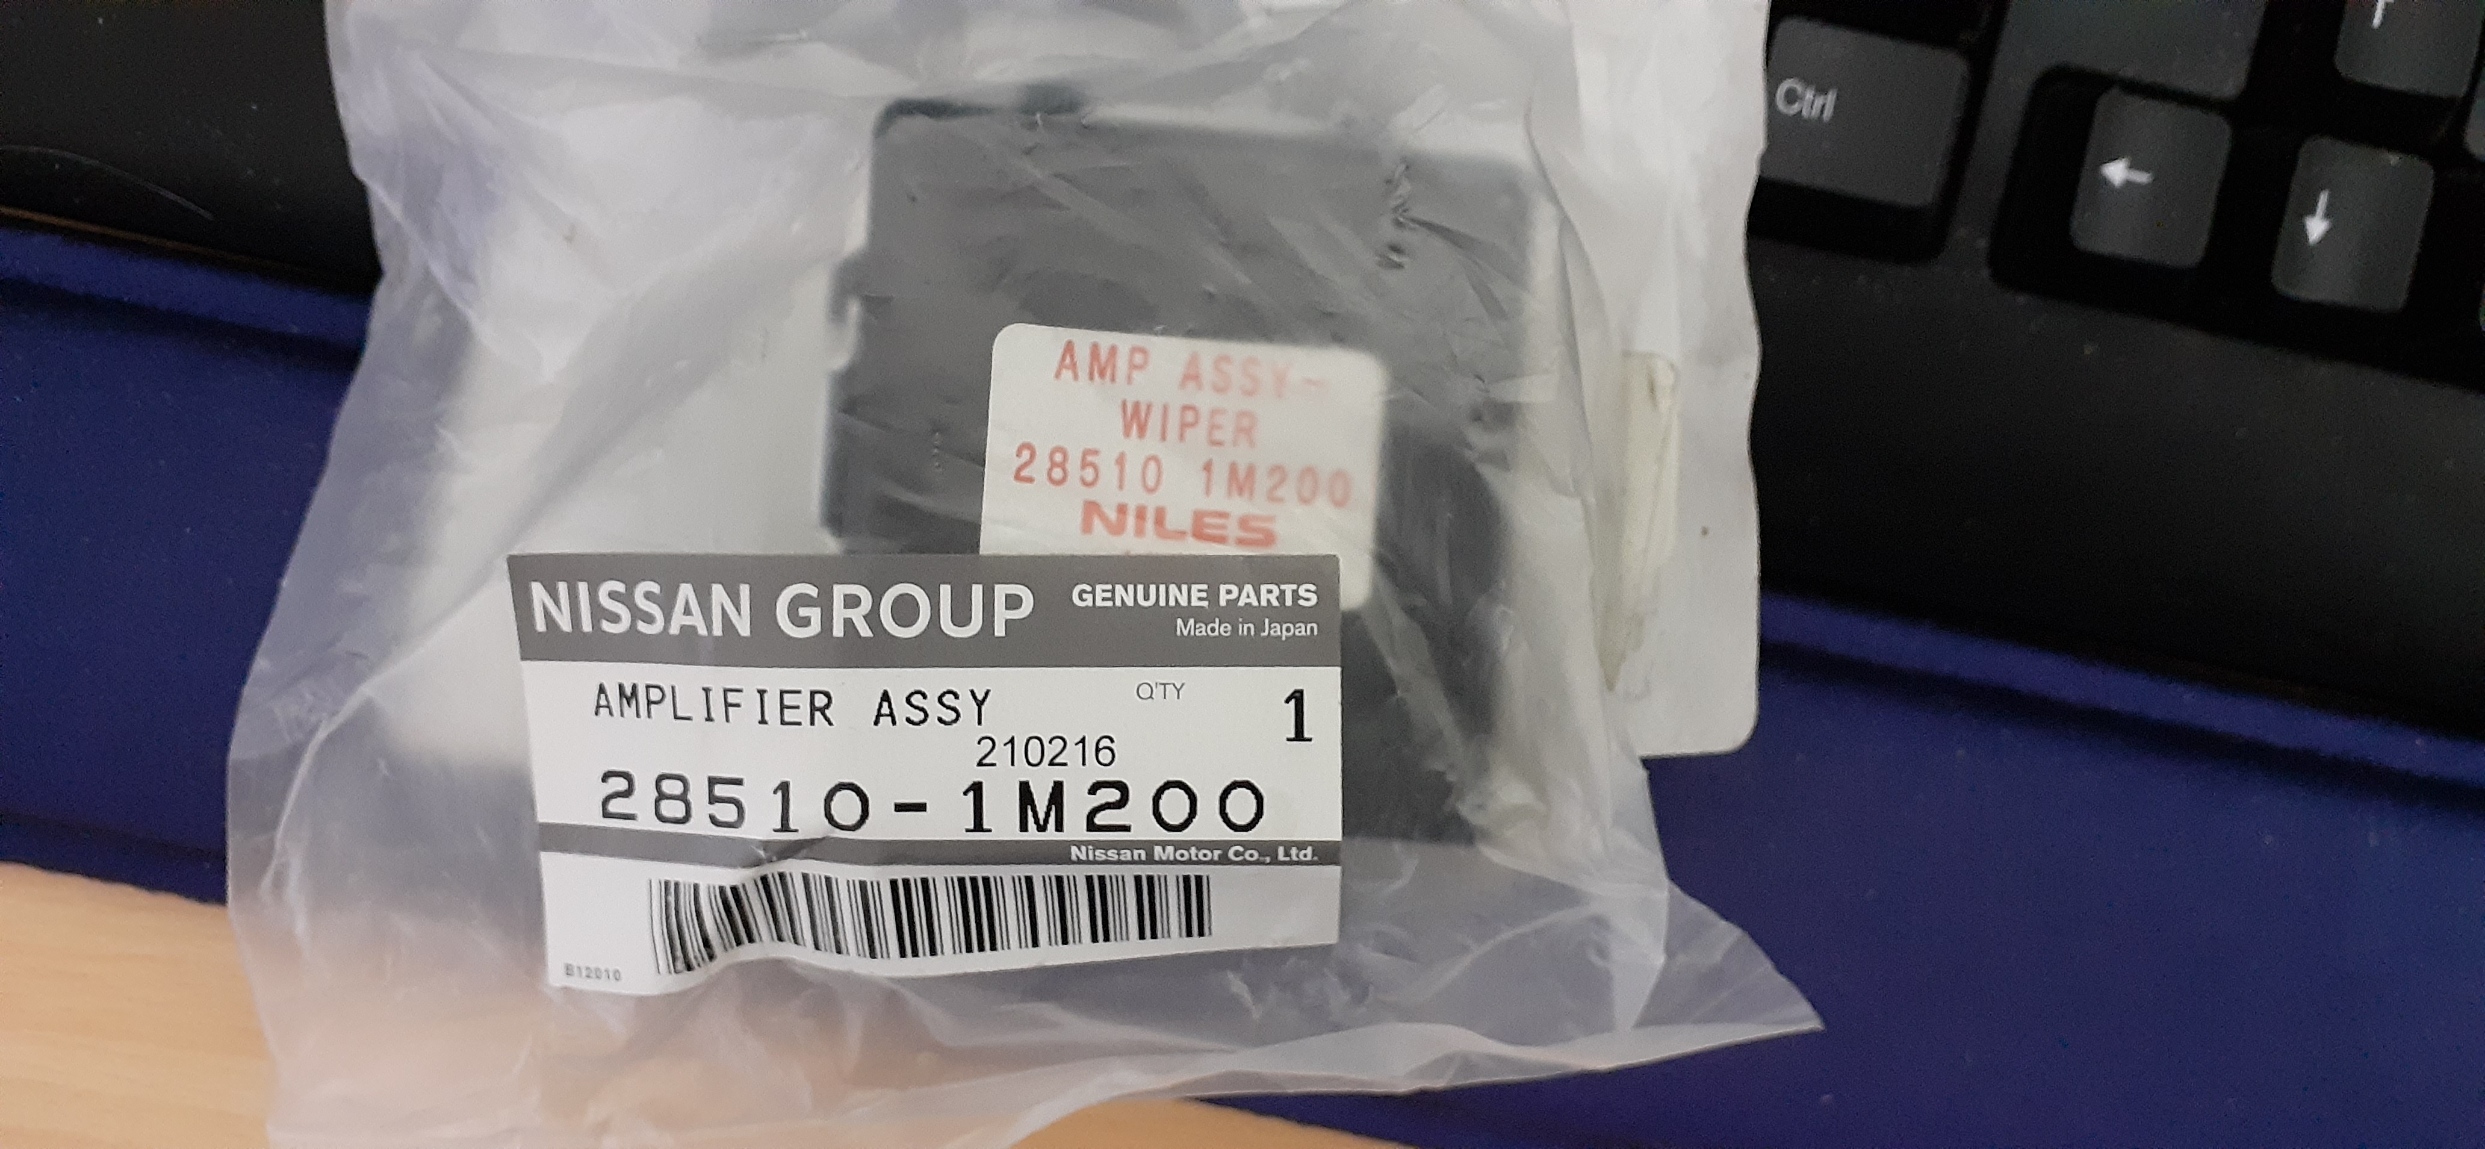 Ctrl
←
↓
AMP ASSY-
WIPER
28510 1M200
NILES
NISSAN GROUP
GENUINE PARTS
Made in Japan
AMPLIFIER ASSY
Q'TY
1
210216
28510-1M200
Nissan Motor Co., Ltd.
B12010